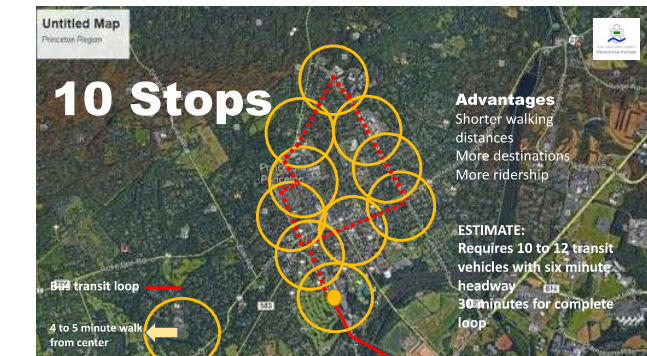 Untitled Map
Princeton Region
10 Stops
PRINCETON FUTURE
Advantages
Shorter walking
distances
More destinations
More ridership
ESTIMATE:
Requires 10 to 12 transit
vehicles with six minute
headway
30 minutes for complete
loop
Bus transit loop
583
4 to 5 minute walk
from center